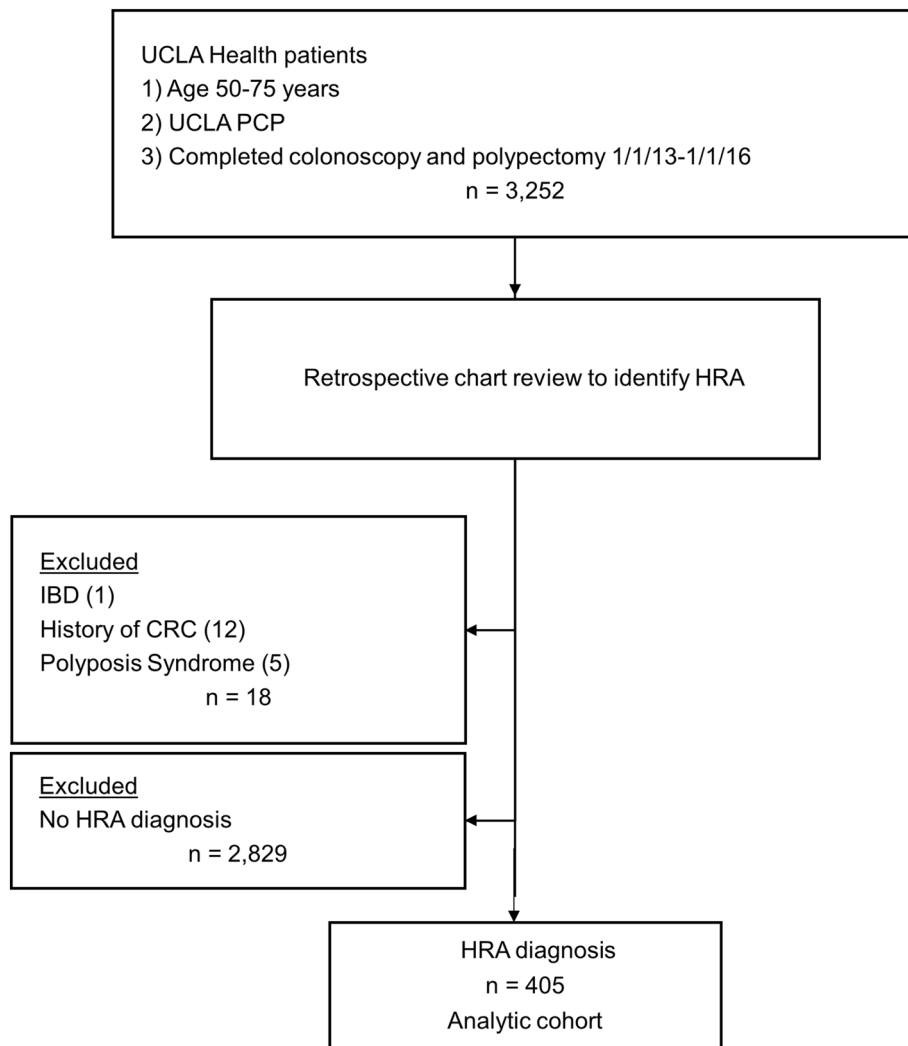 UCLA Health patients
1) Age 50-75 years
2) UCLA PCP
3) Completed colonoscopy and polypectomy 1/1/13-1/1/16
n = 3,252
Retrospective chart review to identify HRA
Excluded
IBD (1)
History of CRC (12)
Polyposis Syndrome (5)
n = 18
Excluded
No HRA diagnosis
n = 2,829
HRA diagnosis
n = 405
Analytic cohort